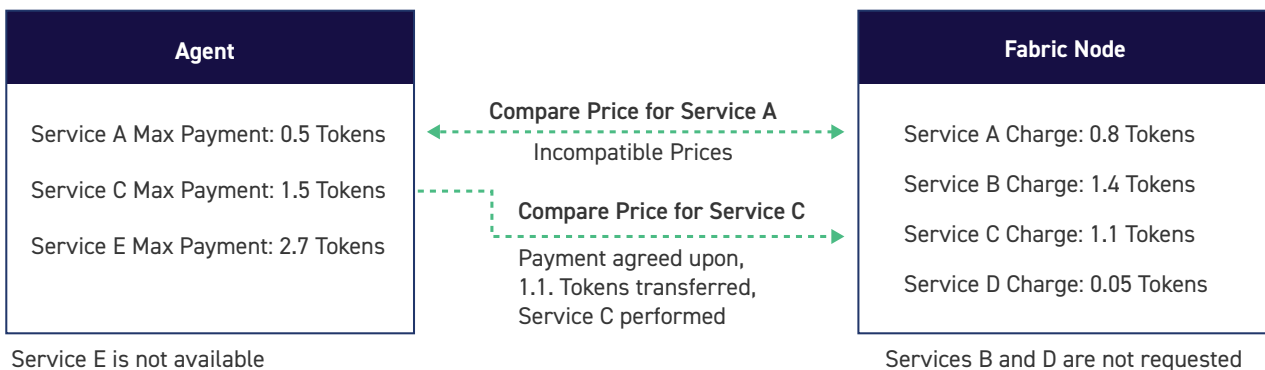 Agent
Service A Max Payment: 0.5 Tokens
Service C Max Payment: 1.5 Tokens
Service E Max Payment: 2.7 Tokens
Service E is not available
Compare Price for Service A
Incompatible Prices
Compare Price for Service C
Payment agreed upon,
1.1. Tokens transferred,
Service C performed
Fabric Node
Service A Charge: 0.8 Tokens
Service B Charge: 1.4 Tokens
Service C Charge: 1.1 Tokens
Service D Charge: 0.05 Tokens
Services B and D are not requested